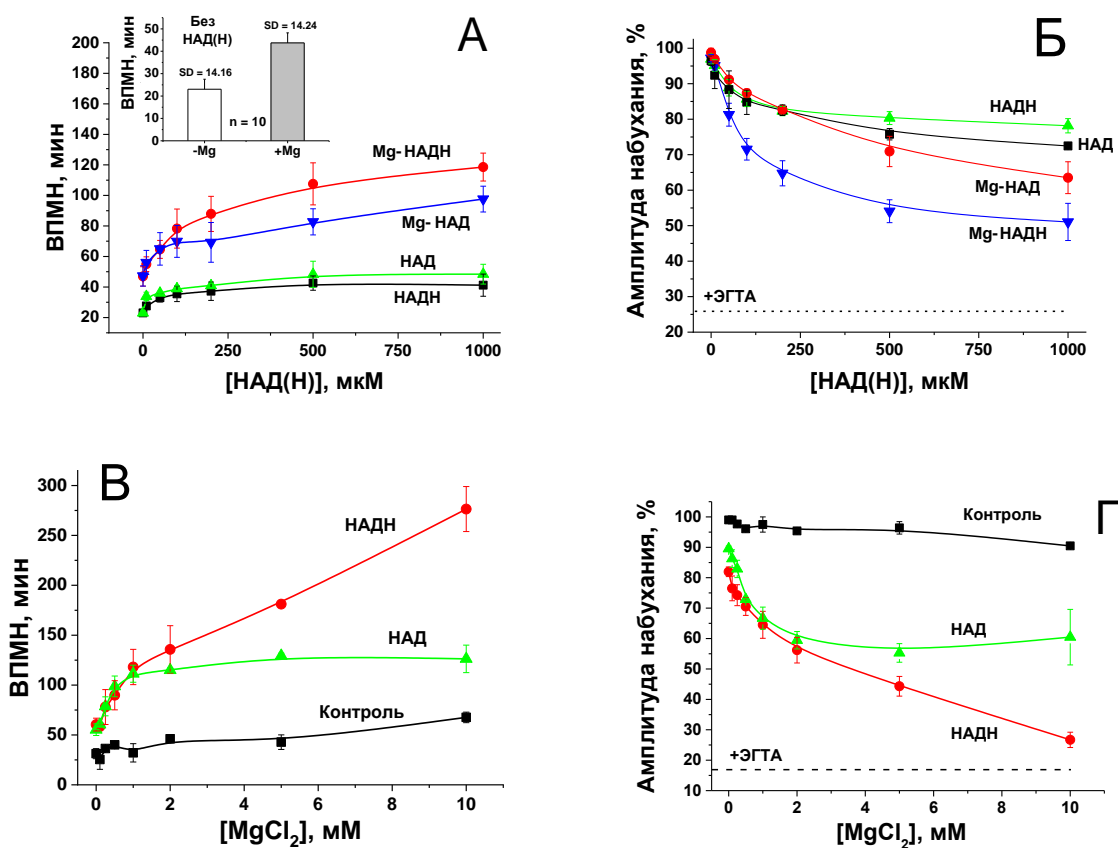 А
ВПМН, мин
200
180
160
140
120
100
80
60
40
20
0
250
500
750
1000
[НАД(Н)], мкМ
Mg-НАДН
Mg- НАД
НАД
НАДН
ВПМН, мин
50
40
30
20
10
0
Без
НАД(Н)
SD = 14.16
SD = 14.24
n = 10
-Mg
+Mg
Б
Амплитуда набухания, %
100
90
80
70
60
50
40
30
20
0
250
500
750
1000
[НАД(Н)], мкМ
НАДН
НАД
Mg-НАД
Mg-НАДН
+ЭГТА
В
ВПМН, мин
300
250
200
150
100
50
0
0
2
4
6
8
10
[MgCl2], мМ
НАДН
НАД
Контроль
Г
Амплитуда набухания, %
110
100
90
80
70
60
50
40
30
20
10
0
2
4
6
8
10
[MgCl2], мМ
Контроль
НАД
НАДН
+ЭГТА